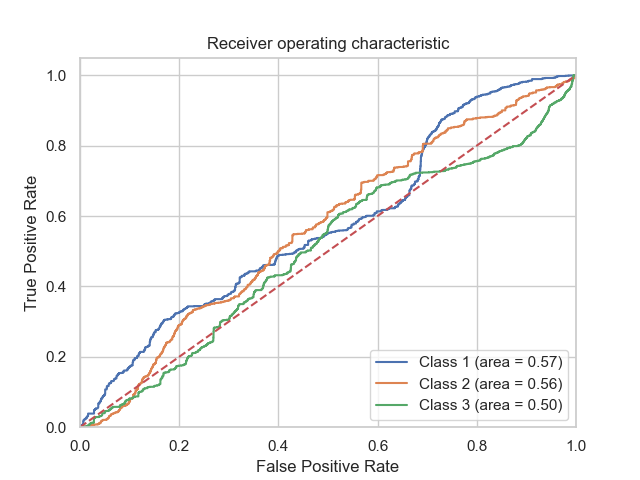 Receiver operating characteristic
True Positive Rate
1.0
0.8
0.6
0.4
0.2
0.0
Class 1 (area = 0.57)
Class 2 (area = 0.56)
Class 3 (area = 0.50)
0.0 0.2 0.4 0.6 0.8 1.0
False Positive Rate